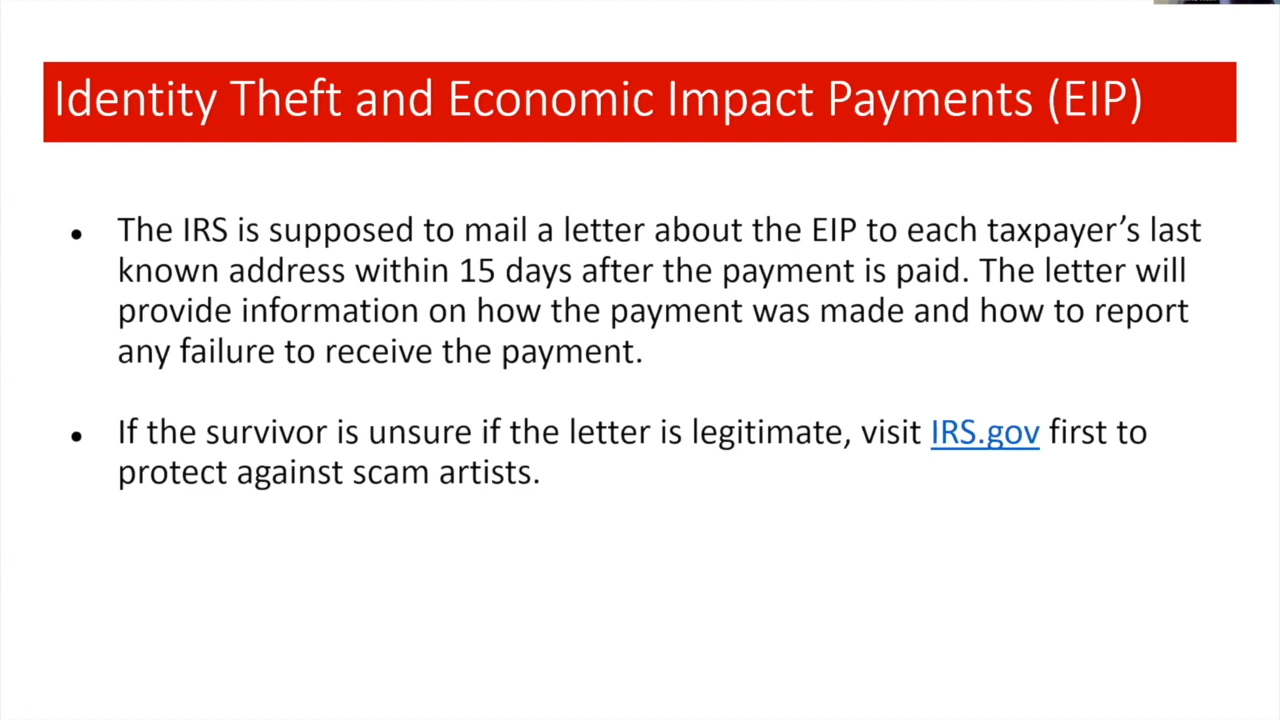 Identity Theft and Economic Impact Payments (EIP)
• The IRS is supposed to mail a letter about the EIP to each taxpayer’s last
known address within 15 days after the payment is paid. The letter will
provide information on how the payment was made and how to report
any failure to receive the payment.
• If the survivor is unsure if the letter is legitimate, visit IRS.gov first to
protect against scam artists.